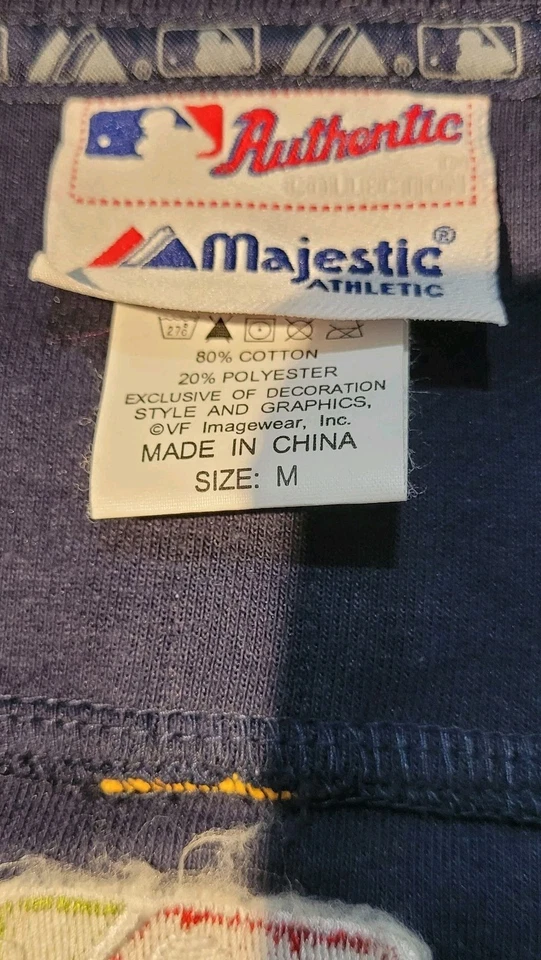 ® ®
Authentic
COLLECTION
Majestic®
ATHLETIC
80% COTTON
20% POLYESTER
EXCLUSIVE OF DECORATION
STYLE AND GRAPHICS,
©VF Imagewear, Inc.
MADE IN CHINA
SIZE: M